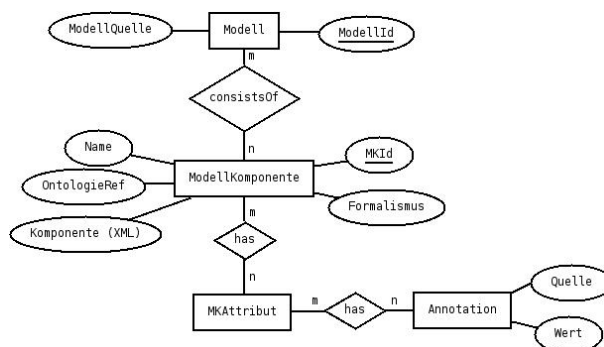 ModellQuelle
Modell
ModellId
m
consistsOf
n
Name
MKId
OntologieRef
ModellKomponente
Formalismus
Komponente (XML)
m
has
n
MKAttribut
m
has
n
Annotation
Quelle
Wert